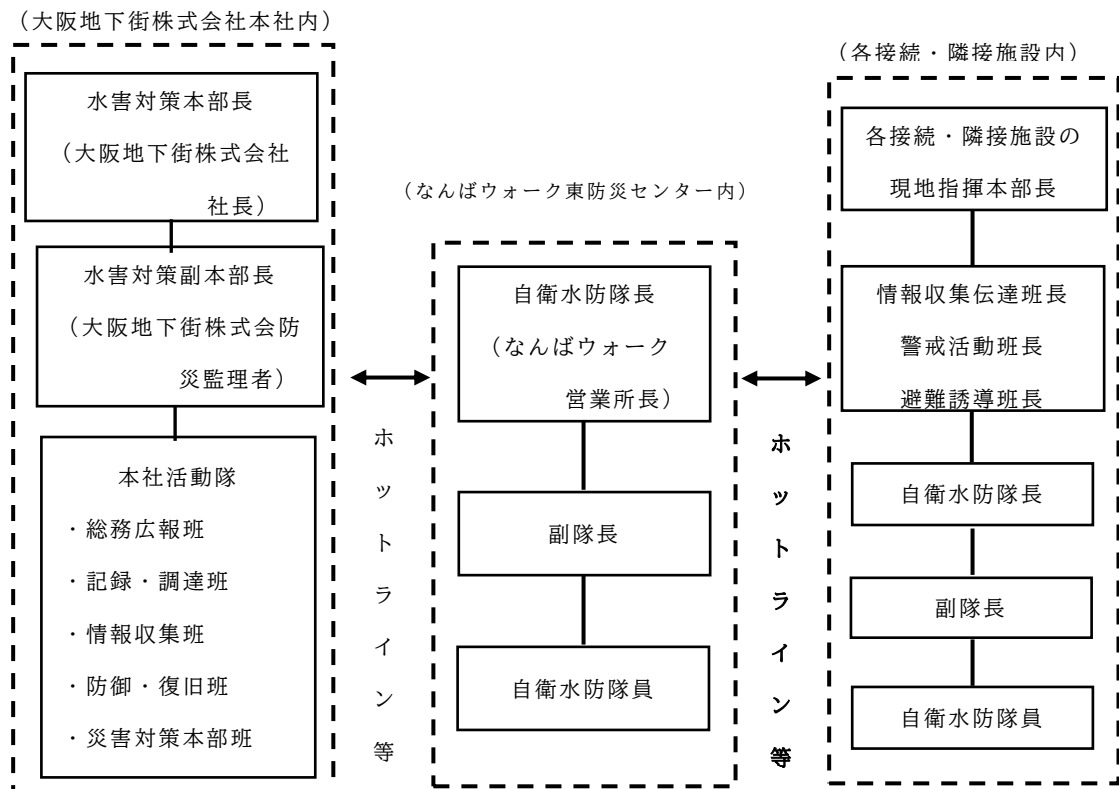 （大阪地下街株式会社本社内）
水害対策本部長
（大阪地下街株式会社
社長）
水害対策副本部長
（大阪地下街株式会防
災監理者）
本社活動隊
・総務広報班
・記録・調達班
・情報収集班
・防御・復旧班
・災害対策本部班
ホットライン等
（なんばウォーク東防災センター内）
自衛水防隊長
（なんばウォーク
営業所長）
副隊長
自衛水防隊員
ホットライン等
（各接続・隣接施設内）
各接続・隣接施設の
現地指揮本部長
情報収集伝達班長
警戒活動班長
避難誘導班長
自衛水防隊長
副隊長
自衛水防隊員